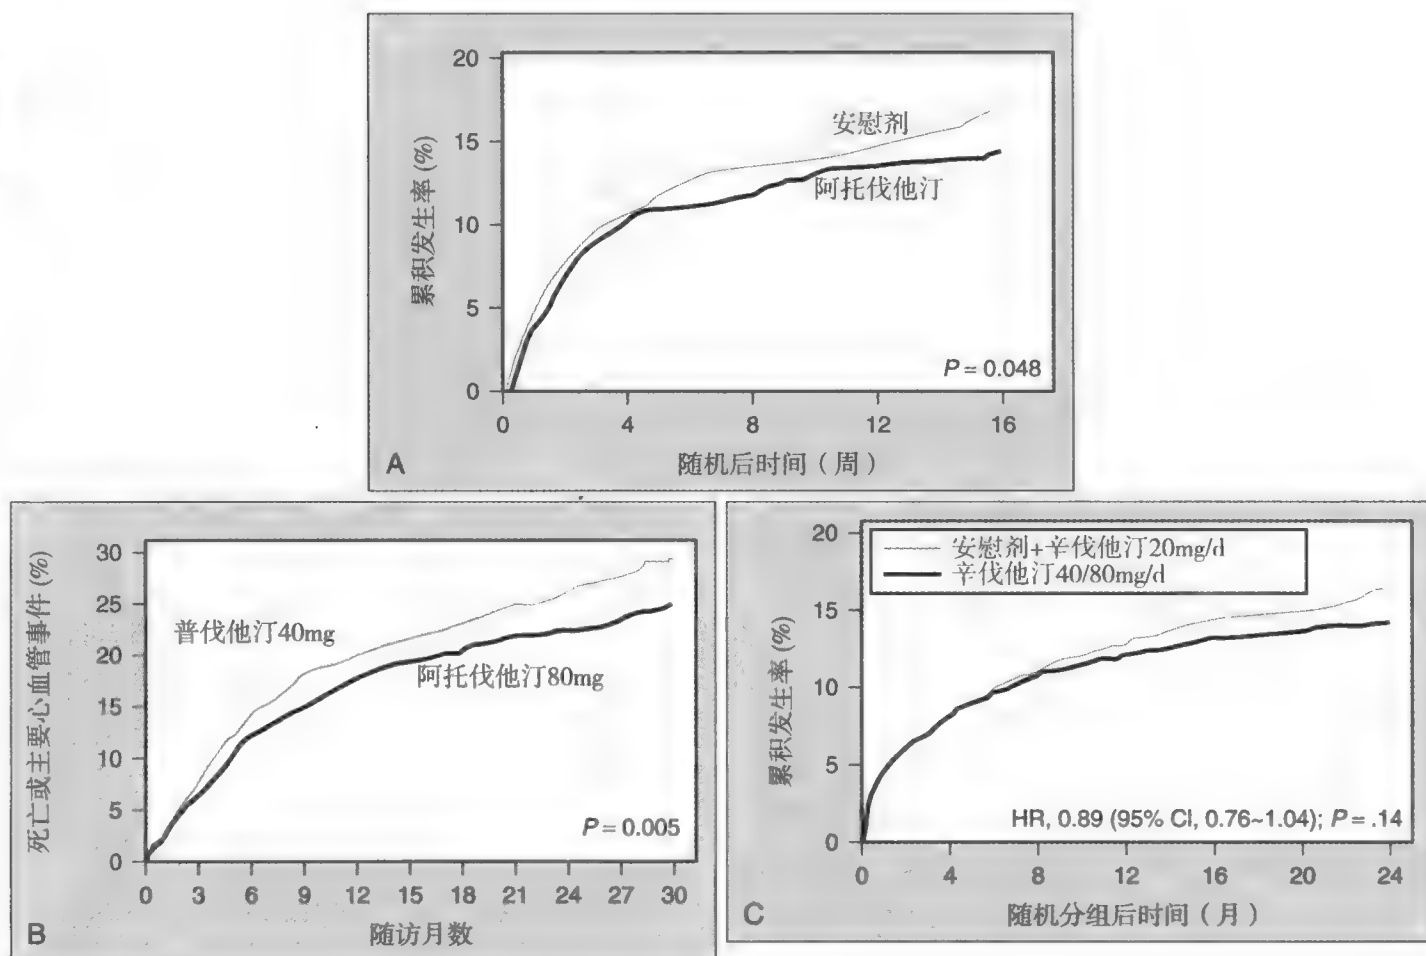 20
15
10
5
0
累积发生率(%)
安慰剂
阿托伐他汀
P = 0.048
0 4 8 12 16
A
随机后时间（周）
30
25
20
15
10
5
0
死亡或主要心血管事件(%)
普伐他汀40mg
阿托伐他汀80mg
P = 0.005
0 3 6 9 12 15 18 21 24 27 30
B
随访月数
20
15
10
5
0
累积发生率(%)
安慰剂+辛伐他汀20mg/d
辛伐他汀40/80mg/d
HR, 0.89 (95% CI, 0.76~1.04); P = .14
0 4 8 12 16 20 24
C
随机分组后时间（月）